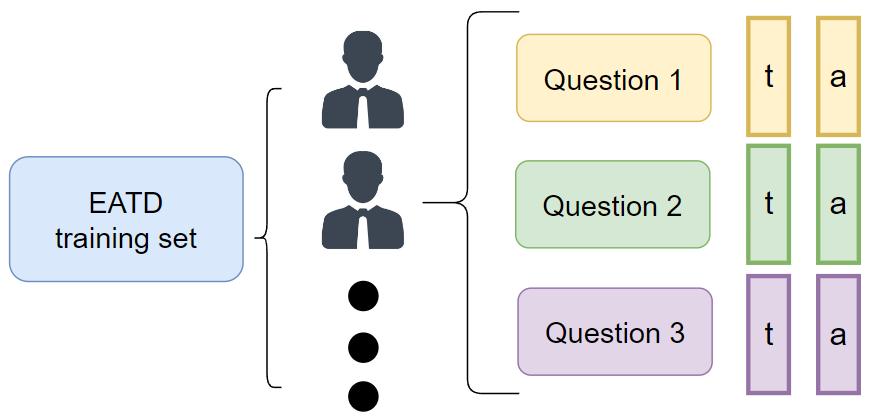 EATD
training set
Question 1
t
a
Question 2
t
a
Question 3
t
a